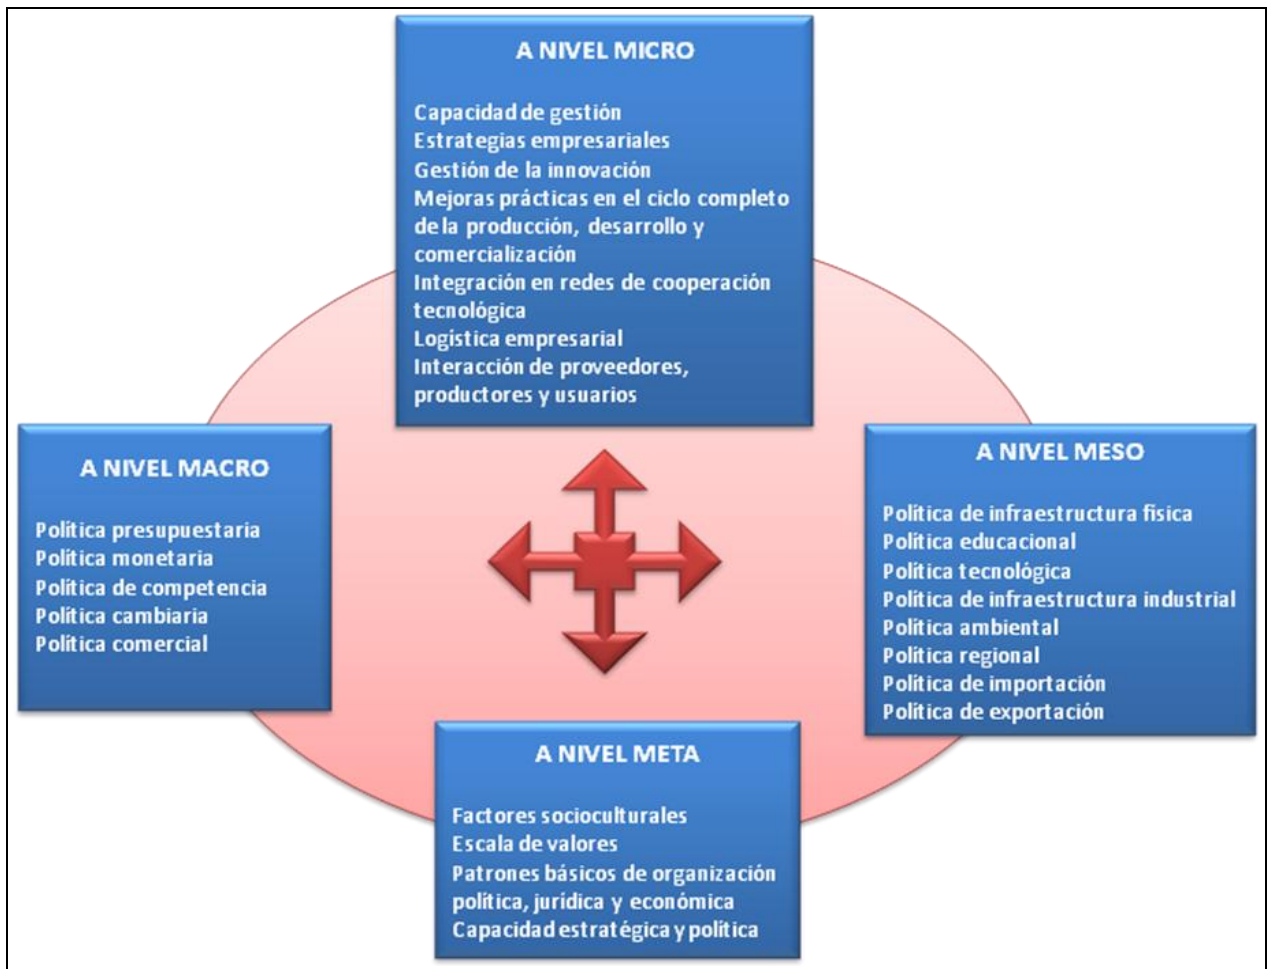 A NIVEL MICRO
Capacidad de gestión
Estrategias empresariales
Gestión de la innovación
Mejoras prácticas en el ciclo completo
de la producción, desarrollo y
comercialización
Integración en redes de cooperación
tecnológica
Logística empresarial
Interacción de proveedores,
productores y usuarios
A NIVEL MACRO
Política presupuestaria
Política monetaria
Política de competencia
Política cambiaria
Política comercial
A NIVEL MESO
Política de infraestructura física
Política educacional
Política tecnológica
Política de infraestructura industrial
Política ambiental
Política regional
Política de importación
Política de exportación
A NIVEL META
Factores socioculturales
Escala de valores
Patrones básicos de organización
política, jurídica y económica
Capacidad estratégica y política